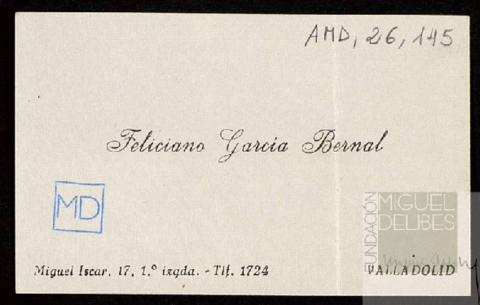 AMD, 26, 145
Feliciano García Bernal
MD
FUNDACIÓN
MIGUEL
DELIBES
Miguel Iscar, 17, 1.º izqda. - Tlf. 1724
VALLADOLID